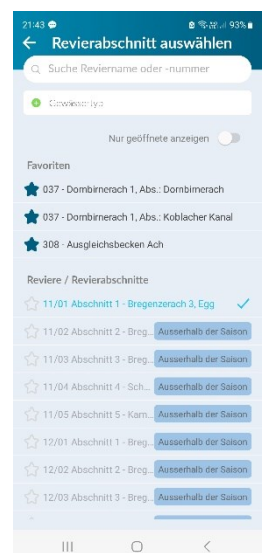 21:43 93%
Revierabschnitt auswählen
Suche Reviername oder -nummer
Gewässertyp
Nur geöffnete anzeigen
Favoriten
037 - Dornbirnerach 1, Abs.: Dornbirnerach
037 - Dornbirnerach 1, Abs.: Koblacher Kanal
308 - Ausgleichsbecken Ach
Reviere / Revierabschnitte
11/01 Abschnitt 1 - Bregenzerach 3, Egg
11/02 Abschnitt 2 - Breg... Ausserhalb der Saison
11/03 Abschnitt 3 - Breg... Ausserhalb der Saison
11/04 Abschnitt 4 - Sch... Ausserhalb der Saison
11/05 Abschnitt 5 - Kam... Ausserhalb der Saison
12/01 Abschnitt 1 - Breg... Ausserhalb der Saison
12/02 Abschnitt 2 - Breg... Ausserhalb der Saison
12/03 Abschnitt 3 - Breg... Ausserhalb der Saison